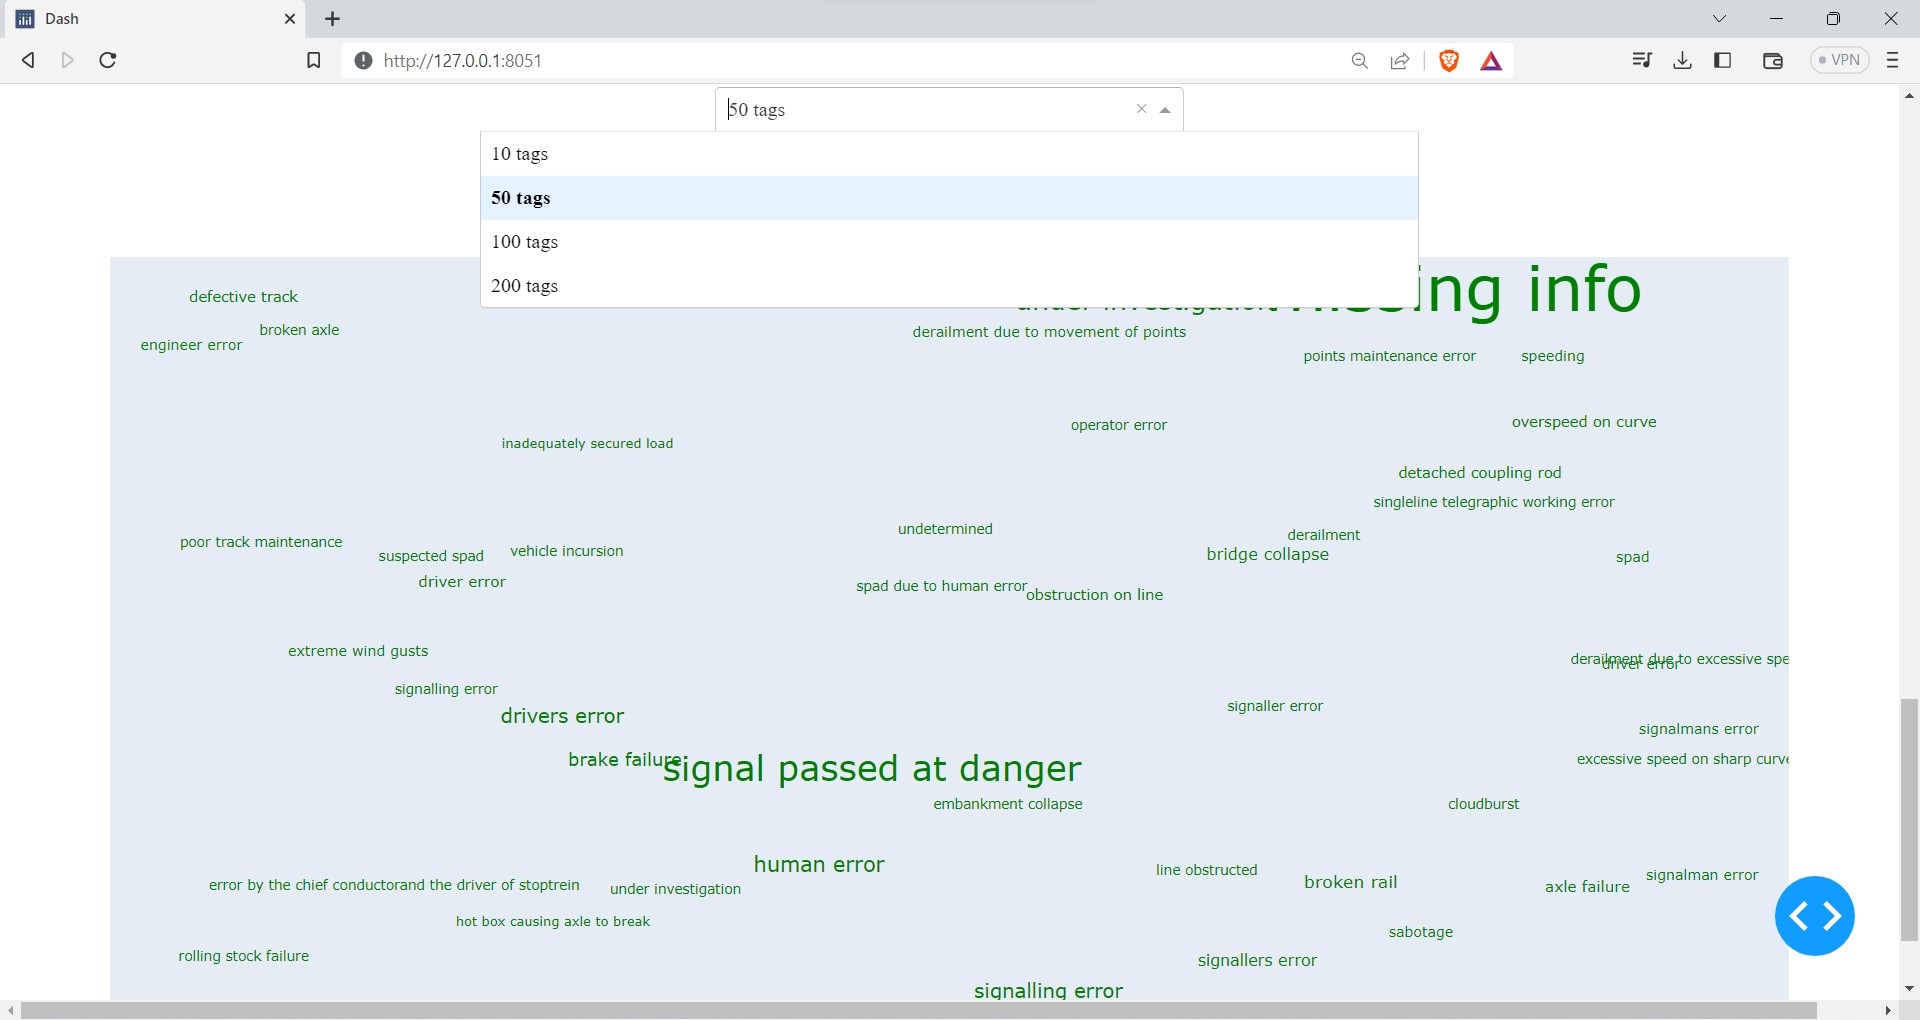 Dash
http://127.0.0.1:8051
VPN
50 tags
10 tags
50 tags
100 tags
200 tags
ing info
defective track
under investigation
broken axle
derailment due to movement of points
engineer error
points maintenance error
speeding
overspeed on curve
operator error
inadequately secured load
detached coupling rod
singleline telegraphic working error
undetermined
derailment
poor track maintenance
suspected spad
vehicle incursion
bridge collapse
spad
driver error
spad due to human error
obstruction on line
extreme wind gusts
derailment due to excessive spe
driver error
signalling error
signaller error
drivers error
signalmans error
brake failure
signal passed at danger
excessive speed on sharp curve
embankment collapse
cloudburst
human error
line obstructed
signalman error
broken rail
axle failure
error by the chief conductorand the driver of stoptrein
under investigation
hot box causing axle to break
sabotage
rolling stock failure
signallers error
signalling error